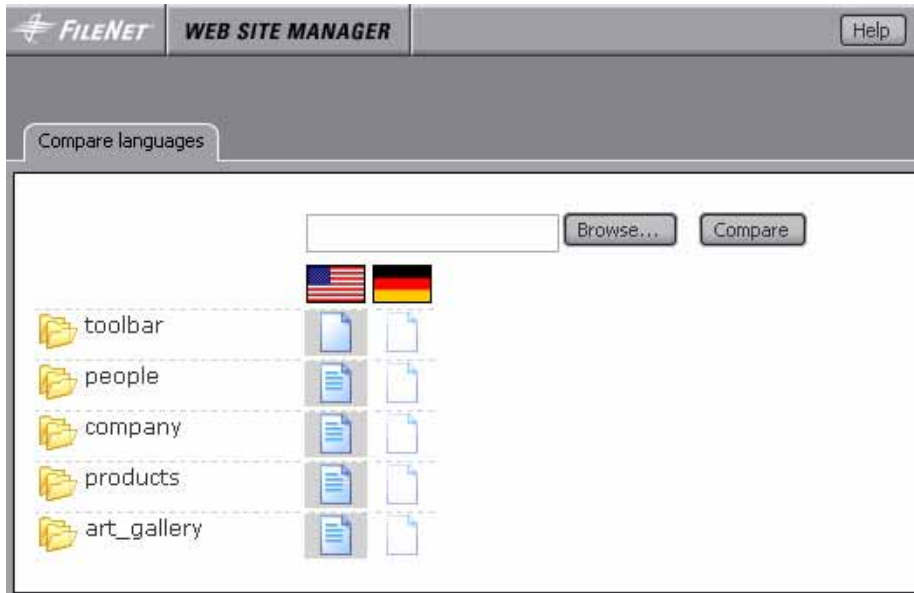 FILENET WEB SITE MANAGER Help
Compare languages
Browse... Compare
toolbar
people
company
products
art_gallery